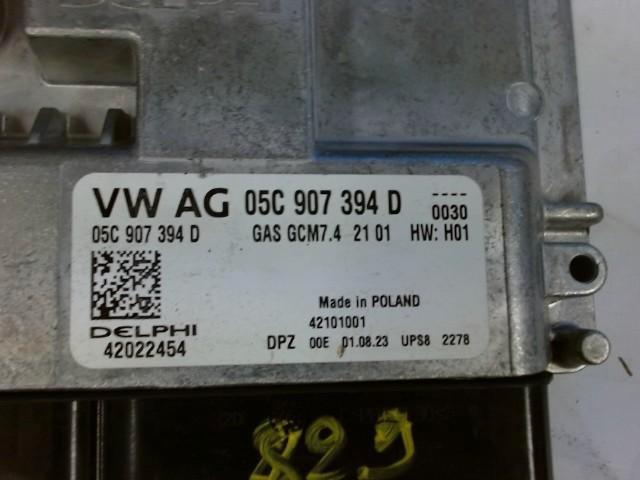 DELPHI
VW AG 05C 907 394 D ----
0030
05C 907 394 D GAS GCM7.4 21 01 HW: H01
Made in POLAND
42101001
DELPHI
42022454
DPZ 00E 01.08.23 UPS8 2278